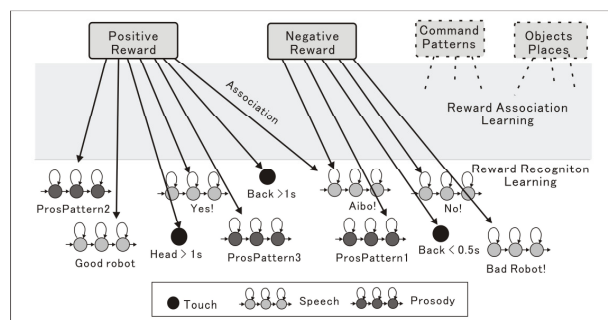 Positive
Reward
Negative
Reward
Command
Patterns
Objects
Places
Association
Reward Association
Learning
Reward Recogniton
Learning
ProsPattern2
Yes!
Back >1s
Aibo!
No!
Good robot
Head > 1s
ProsPattern3
ProsPattern1
Back < 0.5s
Bad Robot!
Touch
Speech
Prosody